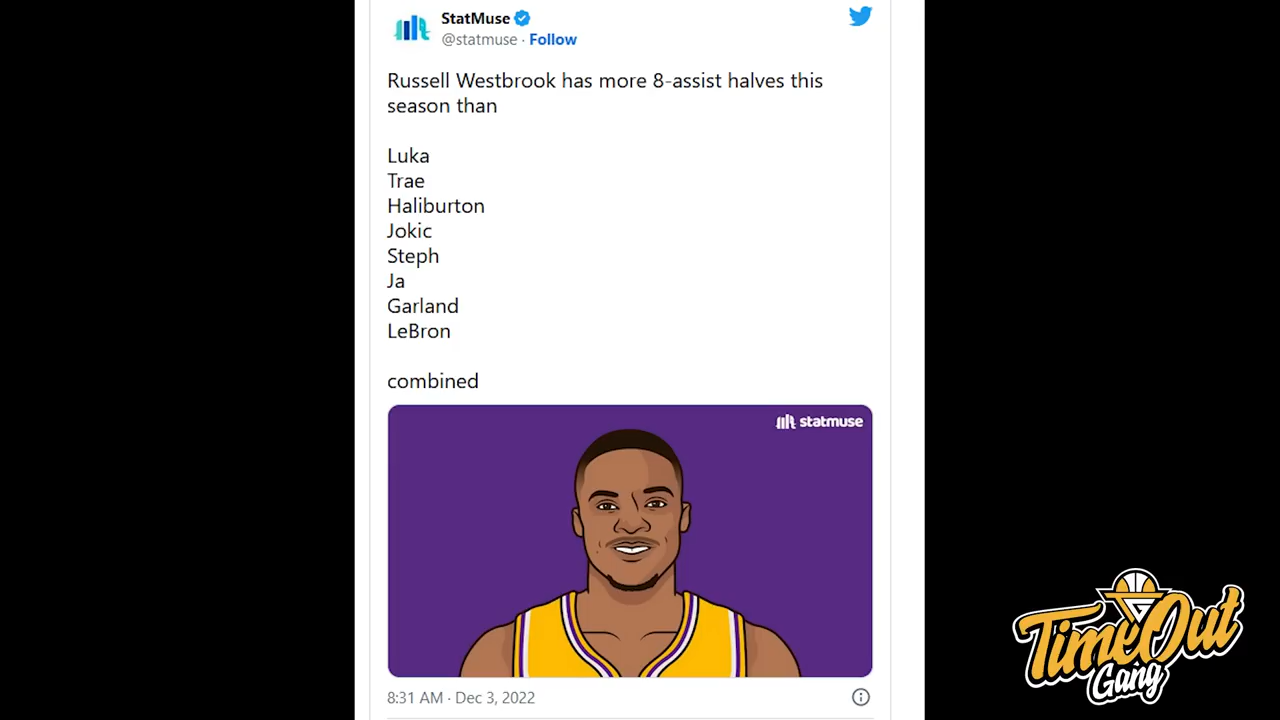 StatMuse
@statmuse · Follow
Russell Westbrook has more 8-assist halves this
season than
Luka
Trae
Haliburton
Jokic
Steph
Ja
Garland
LeBron
combined
statmuse
8:31 AM · Dec 3, 2022
TimeOut
Gang